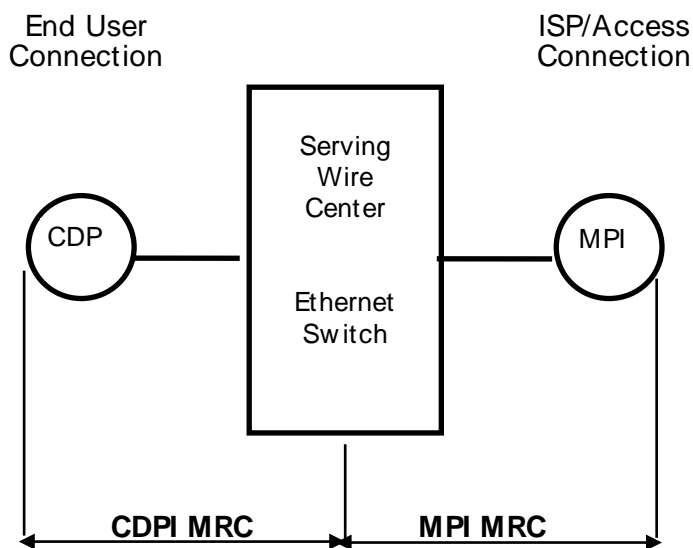 End User
Connection
ISP/Access
Connection
Serving
Wire
Center
CDP
MPI
Ethernet
Switch
CDPI MRC
MPI MRC